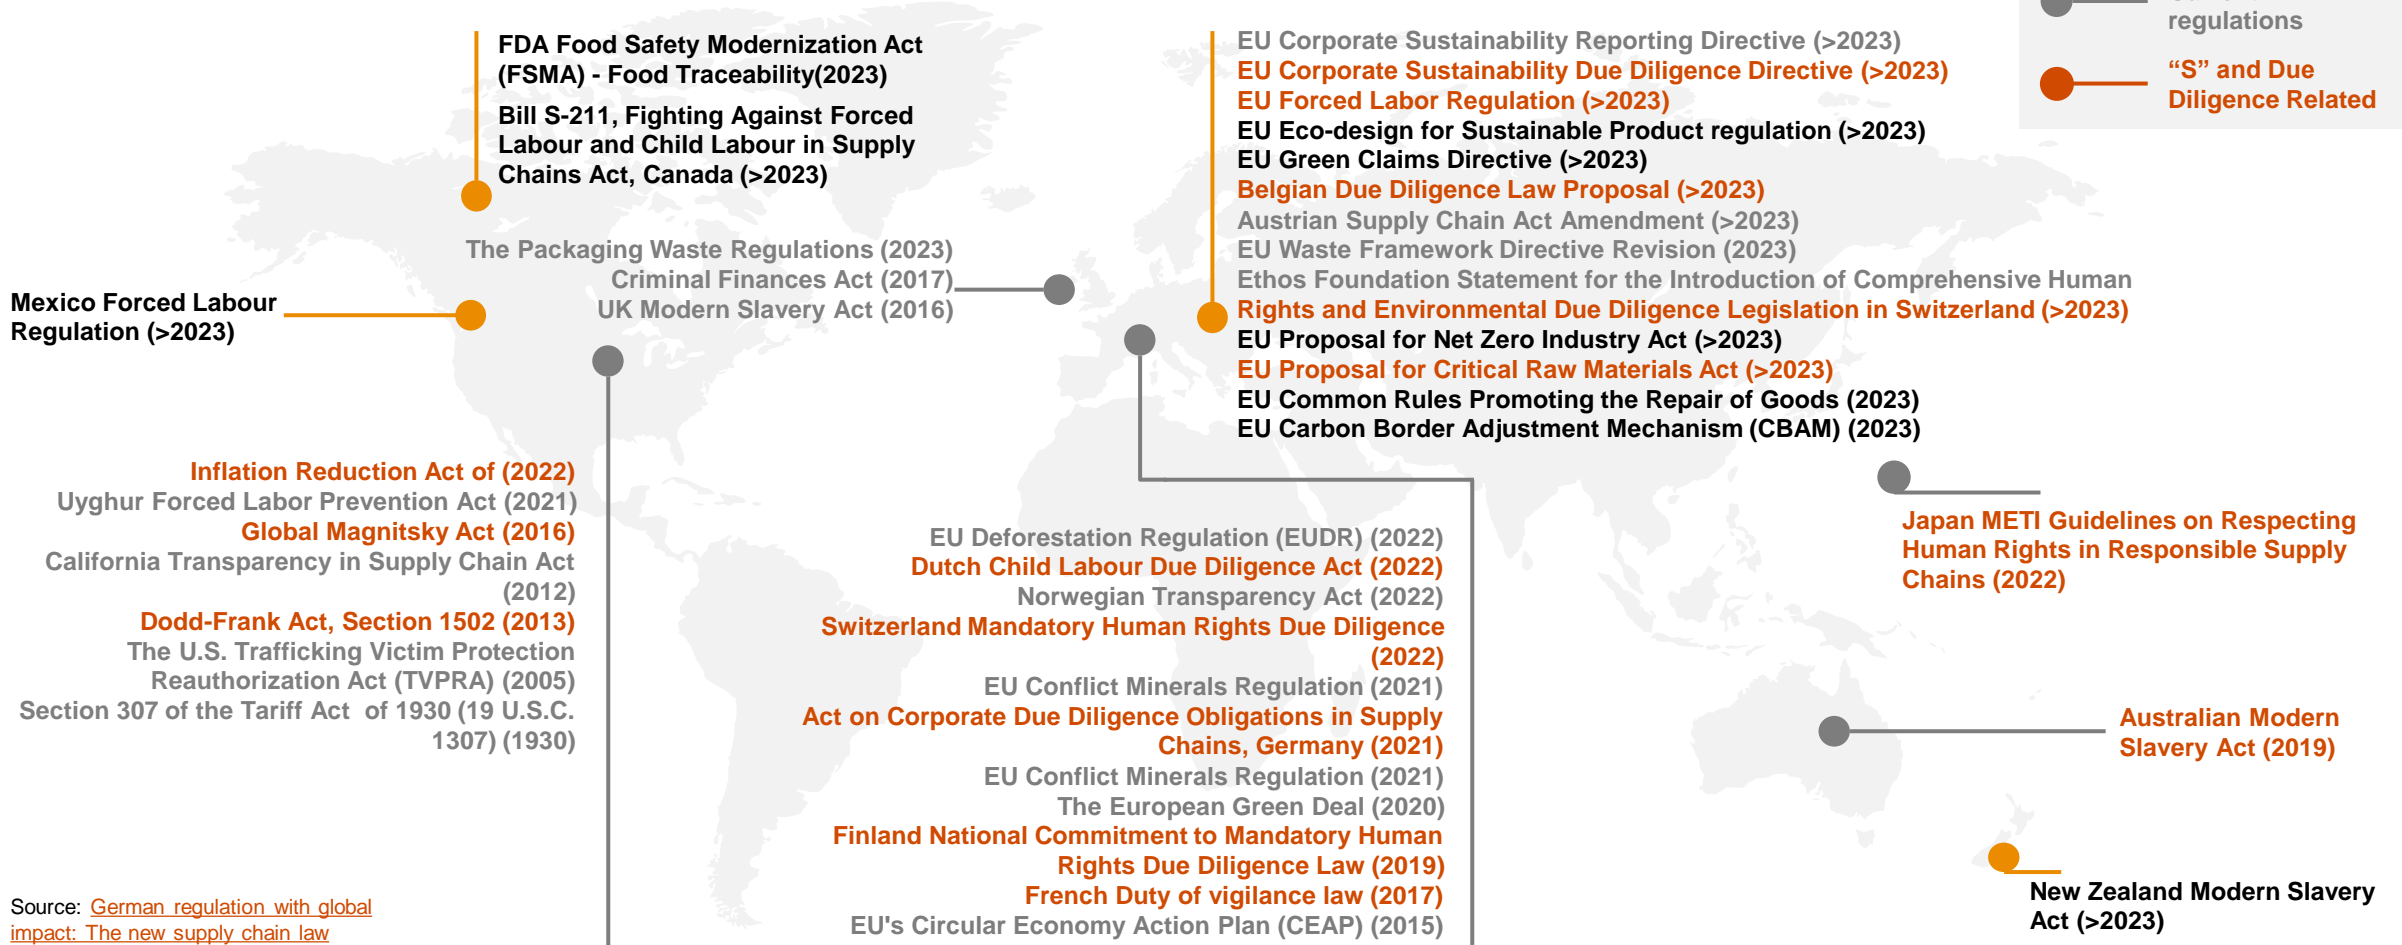 regulations
"S" and Due
Diligence Related
FDA Food Safety Modernization Act
(FSMA) - Food Traceability(2023)
Bill S-211, Fighting Against Forced
Labour and Child Labour in Supply
Chains Act, Canada (>2023)
EU Corporate Sustainability Reporting Directive (>2023)
EU Corporate Sustainability Due Diligence Directive (>2023)
EU Forced Labor Regulation (>2023)
EU Eco-design for Sustainable Product regulation (>2023)
EU Green Claims Directive (>2023)
Belgian Due Diligence Law Proposal (>2023)
Austrian Supply Chain Act Amendment (>2023)
EU Waste Framework Directive Revision (2023)
Ethos Foundation Statement for the Introduction of Comprehensive Human
Rights and Environmental Due Diligence Legislation in Switzerland (>2023)
EU Proposal for Net Zero Industry Act (>2023)
EU Proposal for Critical Raw Materials Act (>2023)
EU Common Rules Promoting the Repair of Goods (2023)
EU Carbon Border Adjustment Mechanism (CBAM) (2023)
The Packaging Waste Regulations (2023)
Criminal Finances Act (2017)
UK Modern Slavery Act (2016)
Mexico Forced Labour
Regulation (>2023)
Inflation Reduction Act of (2022)
Uyghur Forced Labor Prevention Act (2021)
Global Magnitsky Act (2016)
California Transparency in Supply Chain Act
(2012)
Dodd-Frank Act, Section 1502 (2013)
The U.S. Trafficking Victim Protection
Reauthorization Act (TVPRA) (2005)
Section 307 of the Tariff Act of 1930 (19 U.S.C.
1307) (1930)
EU Deforestation Regulation (EUDR) (2022)
Dutch Child Labour Due Diligence Act (2022)
Norwegian Transparency Act (2022)
Switzerland Mandatory Human Rights Due Diligence
(2022)
EU Conflict Minerals Regulation (2021)
Act on Corporate Due Diligence Obligations in Supply
Chains, Germany (2021)
EU Conflict Minerals Regulation (2021)
The European Green Deal (2020)
Finland National Commitment to Mandatory Human
Rights Due Diligence Law (2019)
French Duty of vigilance law (2017)
EU's Circular Economy Action Plan (CEAP) (2015)
Japan METI Guidelines on Respecting
Human Rights in Responsible Supply
Chains (2022)
Australian Modern
Slavery Act (2019)
New Zealand Modern Slavery
Act (>2023)
Source: German regulation with global
impact: The new supply chain law